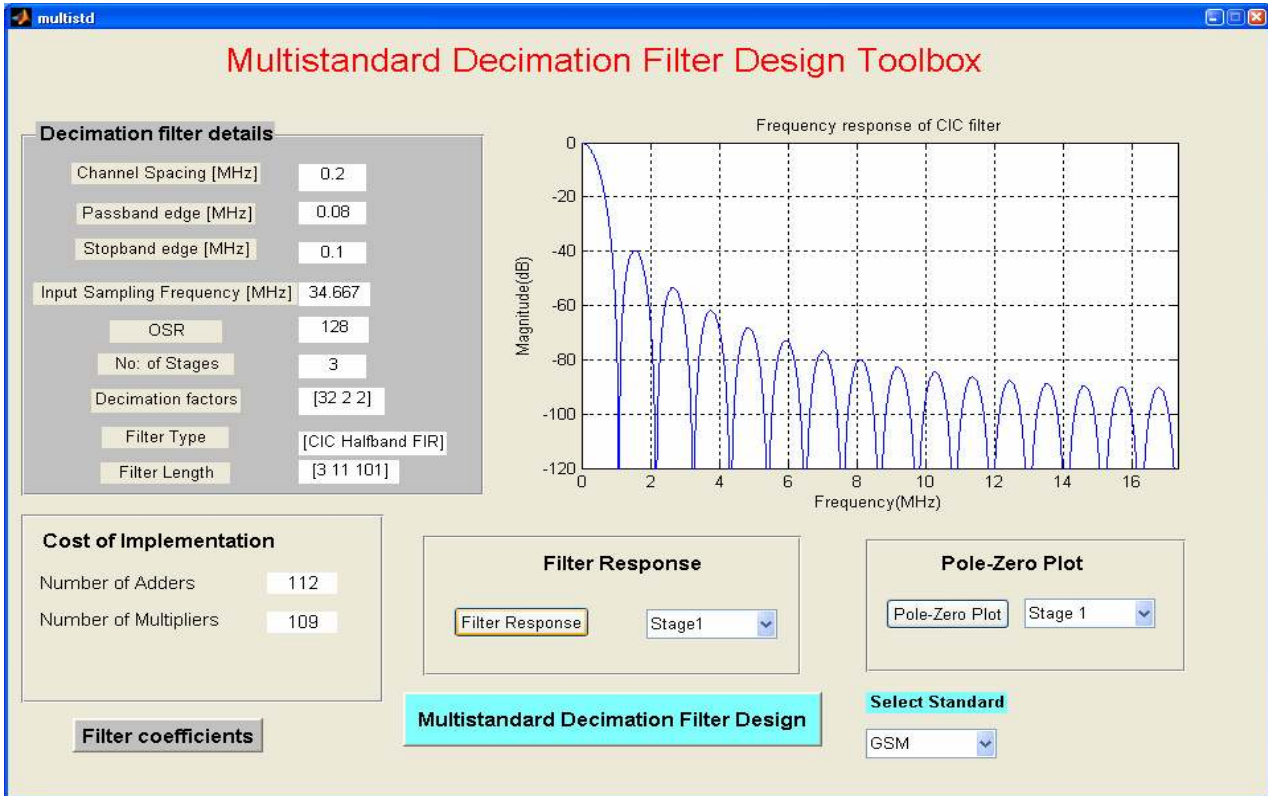 multistd
Multistandard Decimation Filter Design Toolbox
Decimation filter details
Channel Spacing [MHz] 0.2
Passband edge [MHz] 0.08
Stopband edge [MHz] 0.1
Input Sampling Frequency [MHz] 34.667
OSR 128
No: of Stages 3
Decimation factors [32 2 2]
Filter Type [CIC Halfband FIR]
Filter Length [3 11 101]
Frequency response of CIC filter
Magnitude(dB)
0
-20
-40
-60
-80
-100
-120
0 2 4 6 8 10 12 14 16
Frequency(MHz)
Cost of Implementation
Number of Adders 112
Number of Multipliers 109
Filter coefficients
Filter Response
Filter Response Stage1
Multistandard Decimation Filter Design
Pole-Zero Plot
Pole-Zero Plot Stage 1
Select Standard
GSM